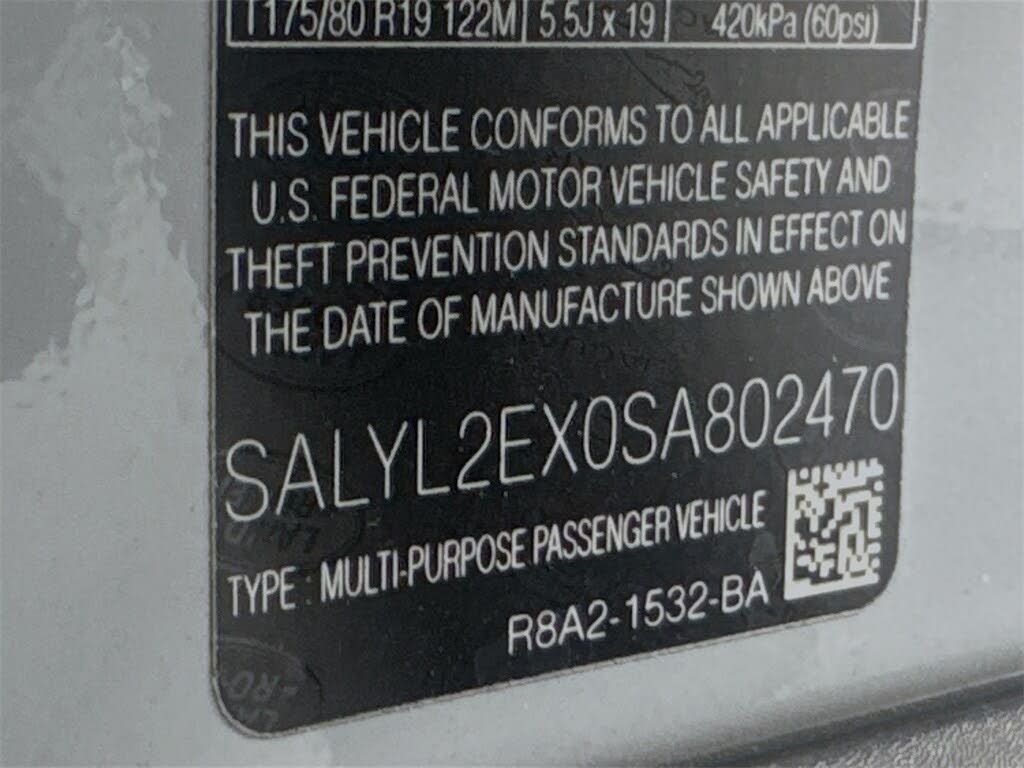 T175/80 R19 122M 5.5J x 19 420kPa (60psi)
THIS VEHICLE CONFORMS TO ALL APPLICABLE
U.S. FEDERAL MOTOR VEHICLE SAFETY AND
THEFT PREVENTION STANDARDS IN EFFECT ON
THE DATE OF MANUFACTURE SHOWN ABOVE
SALYL2EX0SA802470
TYPE : MULTI-PURPOSE PASSENGER VEHICLE
R8A2-1532-BA